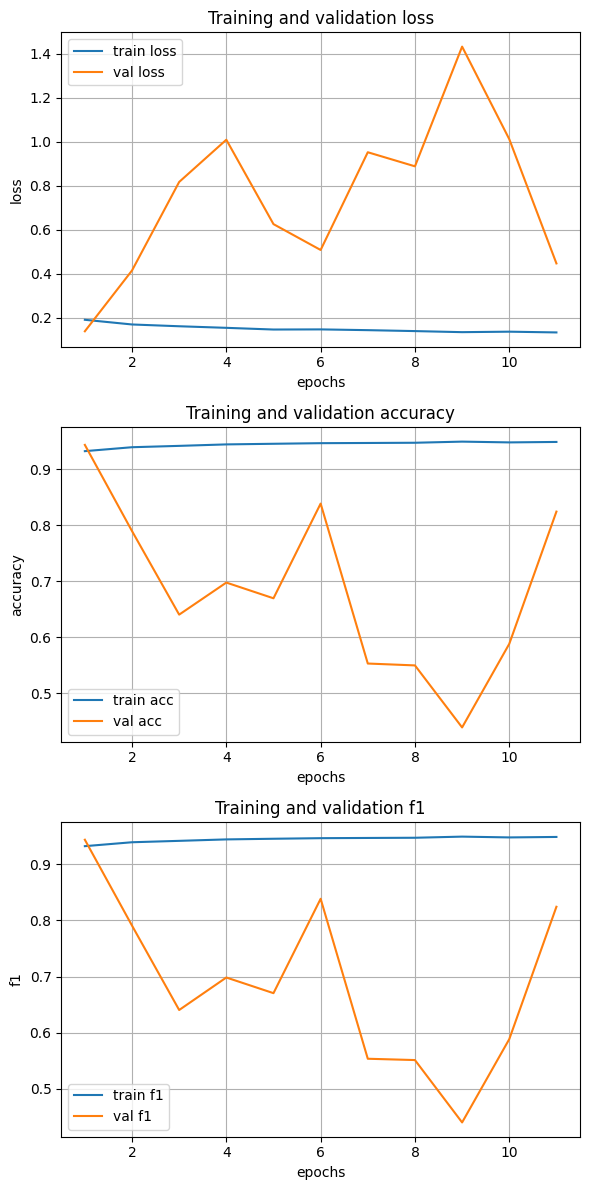 Training and validation loss
train loss
val loss
1.4
1.2
1.0
0.8
0.6
0.4
0.2
loss
2 4 6 8 10
epochs
Training and validation accuracy
0.9
0.8
0.7
0.6
0.5
accuracy
train acc
val acc
2 4 6 8 10
epochs
Training and validation f1
0.9
0.8
0.7
0.6
0.5
f1
train f1
val f1
2 4 6 8 10
epochs